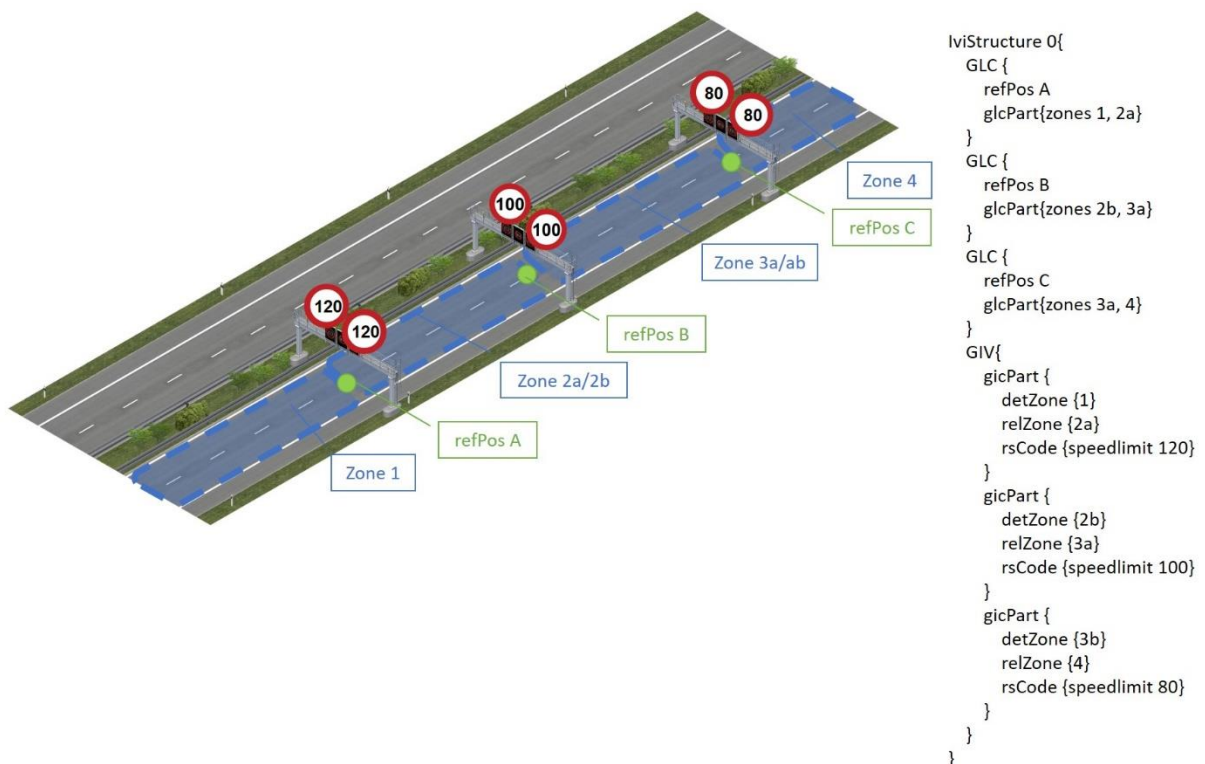 80
80
Zone 4
100
100
refPos C
Zone 3a/ab
120
120
refPos B
Zone 2a/2b
refPos A
Zone 1
IviStructure 0{
GLC {
refPos A
glcPart{zones 1, 2a}
}
GLC {
refPos B
glcPart{zones 2b, 3a}
}
GLC {
refPos C
glcPart{zones 3a, 4}
}
GIV{
gicPart {
detZone {1}
relZone {2a}
rsCode {speedlimit 120}
}
gicPart {
detZone {2b}
relZone {3a}
rsCode {speedlimit 100}
}
gicPart {
detZone {3b}
relZone {4}
rsCode {speedlimit 80}
}
}
}